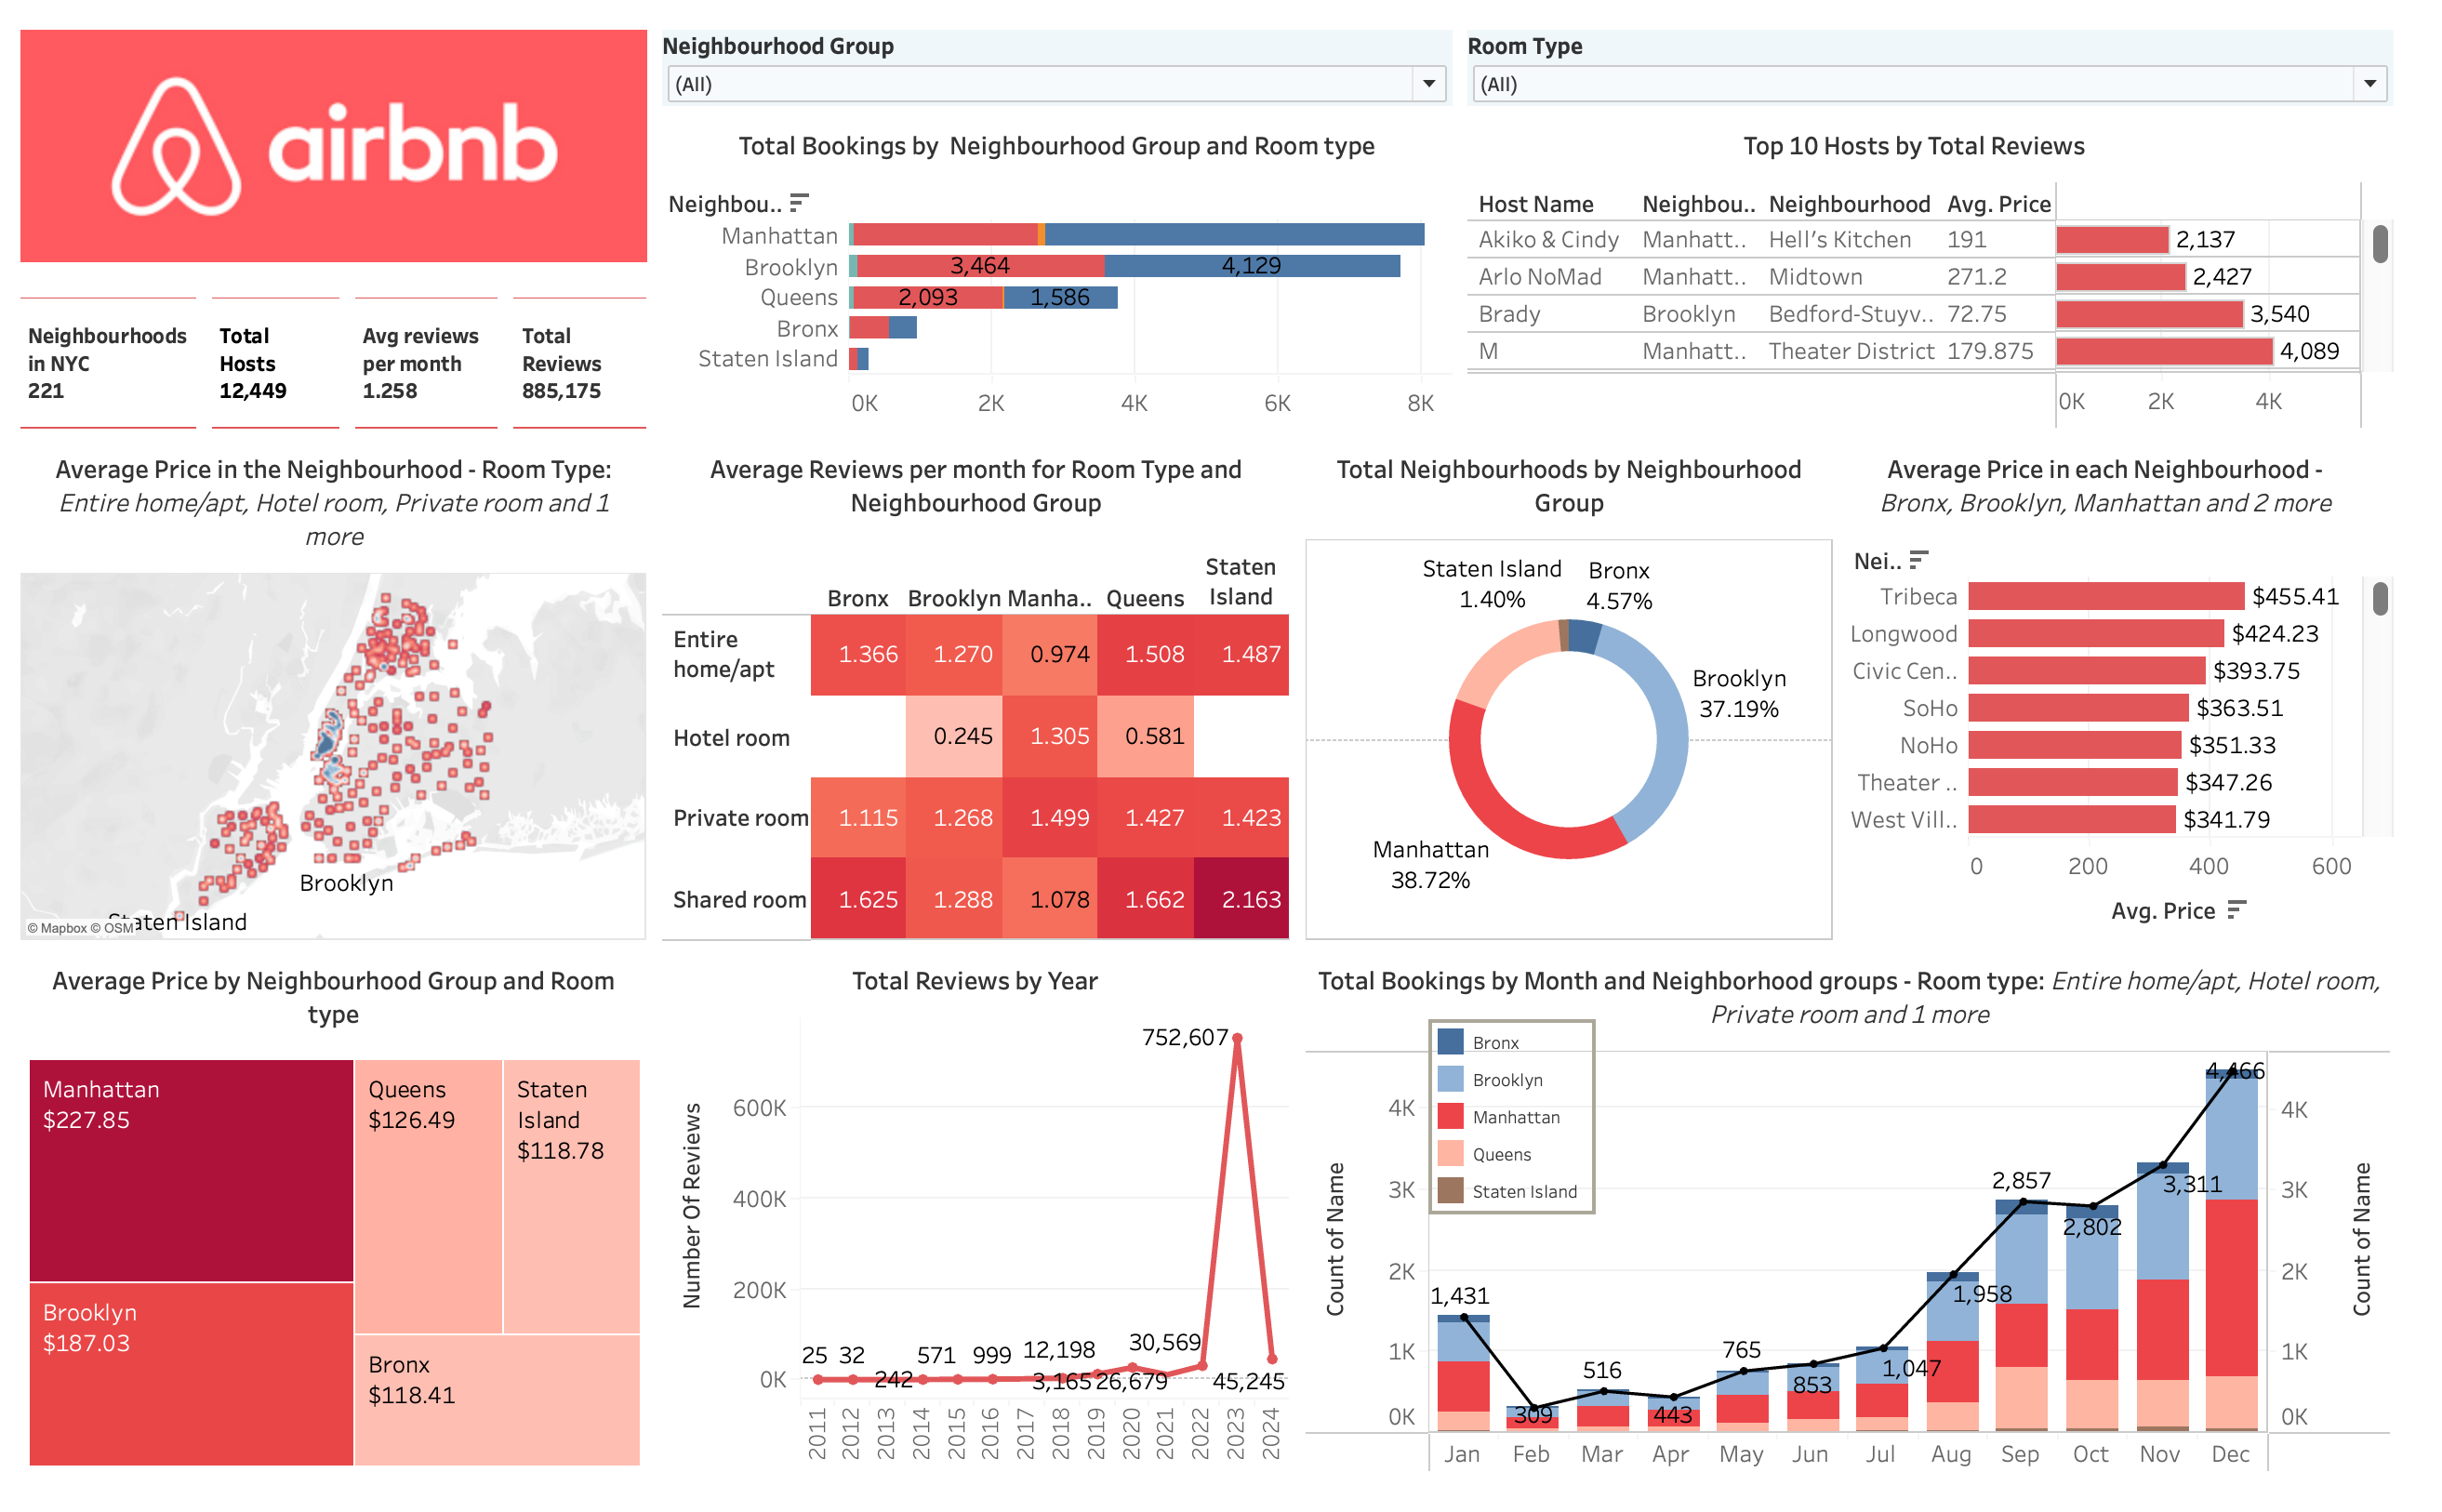 airbnb
Neighbourhood Group
(All)
Room Type
(All)
Neighbourhoods
in NYC
221
Total
Hosts
12,449
Avg reviews
per month
1.258
Total
Reviews
885,175
Total Bookings by  Neighbourhood Group and Room type
Neighbou..
Manhattan
Brooklyn 3,464 4,129
Queens 2,093 1,586
Bronx
Staten Island
0K 2K 4K 6K 8K
Top 10 Hosts by Total Reviews
Host Name Neighbou.. Neighbourhood Avg. Price
Akiko & Cindy Manhatt.. Hell's Kitchen 191 2,137
Arlo NoMad Manhatt.. Midtown 271.2 2,427
Brady Brooklyn Bedford-Stuyv.. 72.75 3,540
M Manhatt.. Theater District 179.875 4,089
0K 2K 4K
Average Price in the Neighbourhood - Room Type:
Entire home/apt, Hotel room, Private room and 1
more
Brooklyn
Staten Island
© Mapbox © OSM
Average Reviews per month for Room Type and
Neighbourhood Group
Bronx Brooklyn Manha.. Queens Staten
Island
Entire
home/apt 1.366 1.270 0.974 1.508 1.487
Hotel room 0.245 1.305 0.581
Private room 1.115 1.268 1.499 1.427 1.423
Shared room 1.625 1.288 1.078 1.662 2.163
Total Neighbourhoods by Neighbourhood
Group
Staten Island
1.40%
Bronx
4.57%
Brooklyn
37.19%
Manhattan
38.72%
Average Price in each Neighbourhood -
Bronx, Brooklyn, Manhattan and 2 more
Nei..
Tribeca $455.41
Longwood $424.23
Civic Cen.. $393.75
SoHo $363.51
NoHo $351.33
Theater .. $347.26
West Vill.. $341.79
0 200 400 600
Avg. Price
Average Price by Neighbourhood Group and Room
type
Manhattan
$227.85
Brooklyn
$187.03
Queens
$126.49
Staten
Island
$118.78
Bronx
$118.41
Total Reviews by Year
Number Of Reviews
600K
400K
200K
0K
752,607
25 32 242 571 999 3,165 12,198 26,679 30,569 45,245
2011 2012 2013 2014 2015 2016 2017 2018 2019 2020 2021 2022 2023 2024
Total Bookings by Month and Neighborhood groups - Room type: Entire home/apt, Hotel room,
Private room and 1 more
Bronx
Brooklyn
Manhattan
Queens
Staten Island
Count of Name
4K
3K
2K
1K
0K
1,431 309 516 443 765 853 1,047 1,958 2,857 2,802 3,311 4,466
4K
3K
2K
1K
0K
Count of Name
Jan Feb Mar Apr May Jun Jul Aug Sep Oct Nov Dec